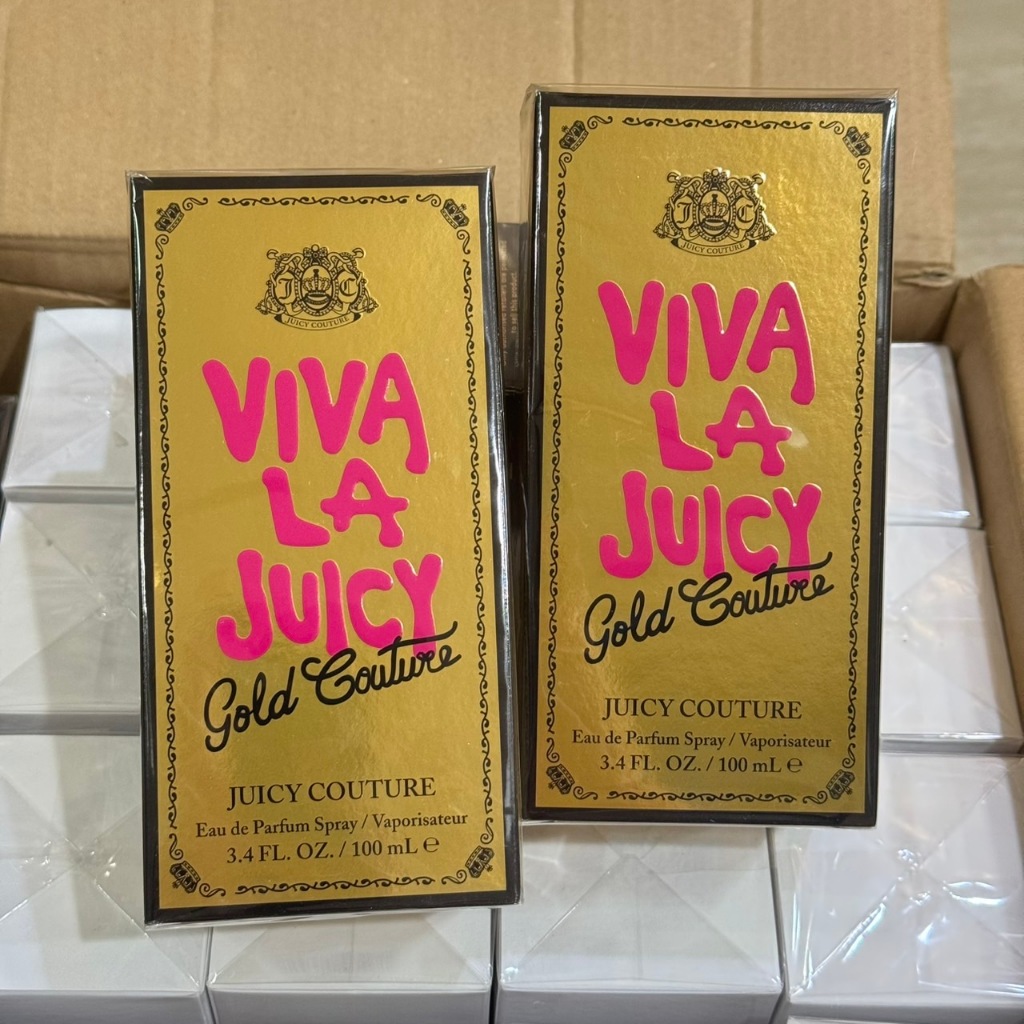 J C
JUICY COUTURE
VIVA
LA
JUICY
Gold Couture
JUICY COUTURE
Eau de Parfum Spray / Vaporisateur
3.4 FL. OZ. / 100 mL ℮
J C
JUICY COUTURE
VIVA
LA
JUICY
Gold Couture
JUICY COUTURE
Eau de Parfum Spray / Vaporisateur
3.4 FL. OZ. / 100 mL ℮